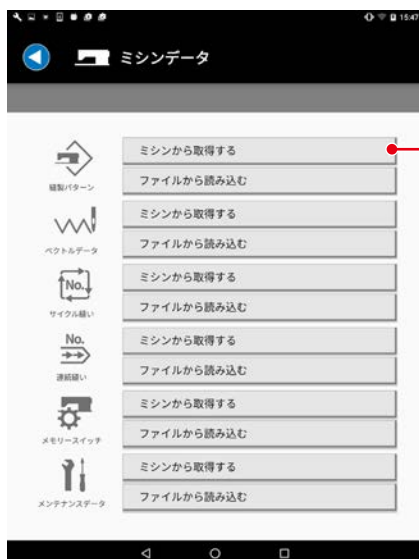 15:47
ミシンデータ
ミシンから取得する
縫製パターン
ファイルから読み込む
ミシンから取得する
ベクトルデータ
ファイルから読み込む
No.
ミシンから取得する
サイクル縫い
ファイルから読み込む
No.
ミシンから取得する
連続縫い
ファイルから読み込む
ミシンから取得する
メモリースイッチ
ファイルから読み込む
ミシンから取得する
メンテナンスデータ
ファイルから読み込む